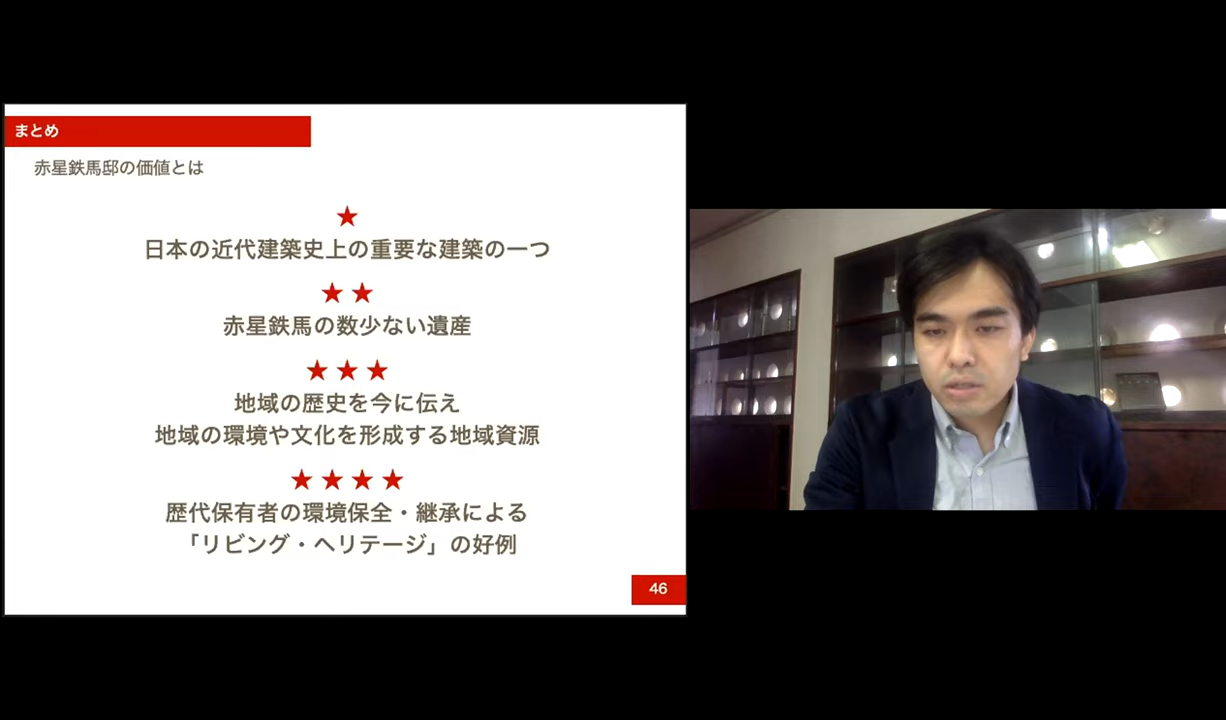 まとめ
赤星鉄馬邸の価値とは
★
日本の近代建築史上の重要な建築の一つ
★★
赤星鉄馬の数少ない遺産
★★★
地域の歴史を今に伝え
地域の環境や文化を形成する地域資源
★★★★
歴代保有者の環境保全・継承による
「リビング・ヘリテージ」の好例
46